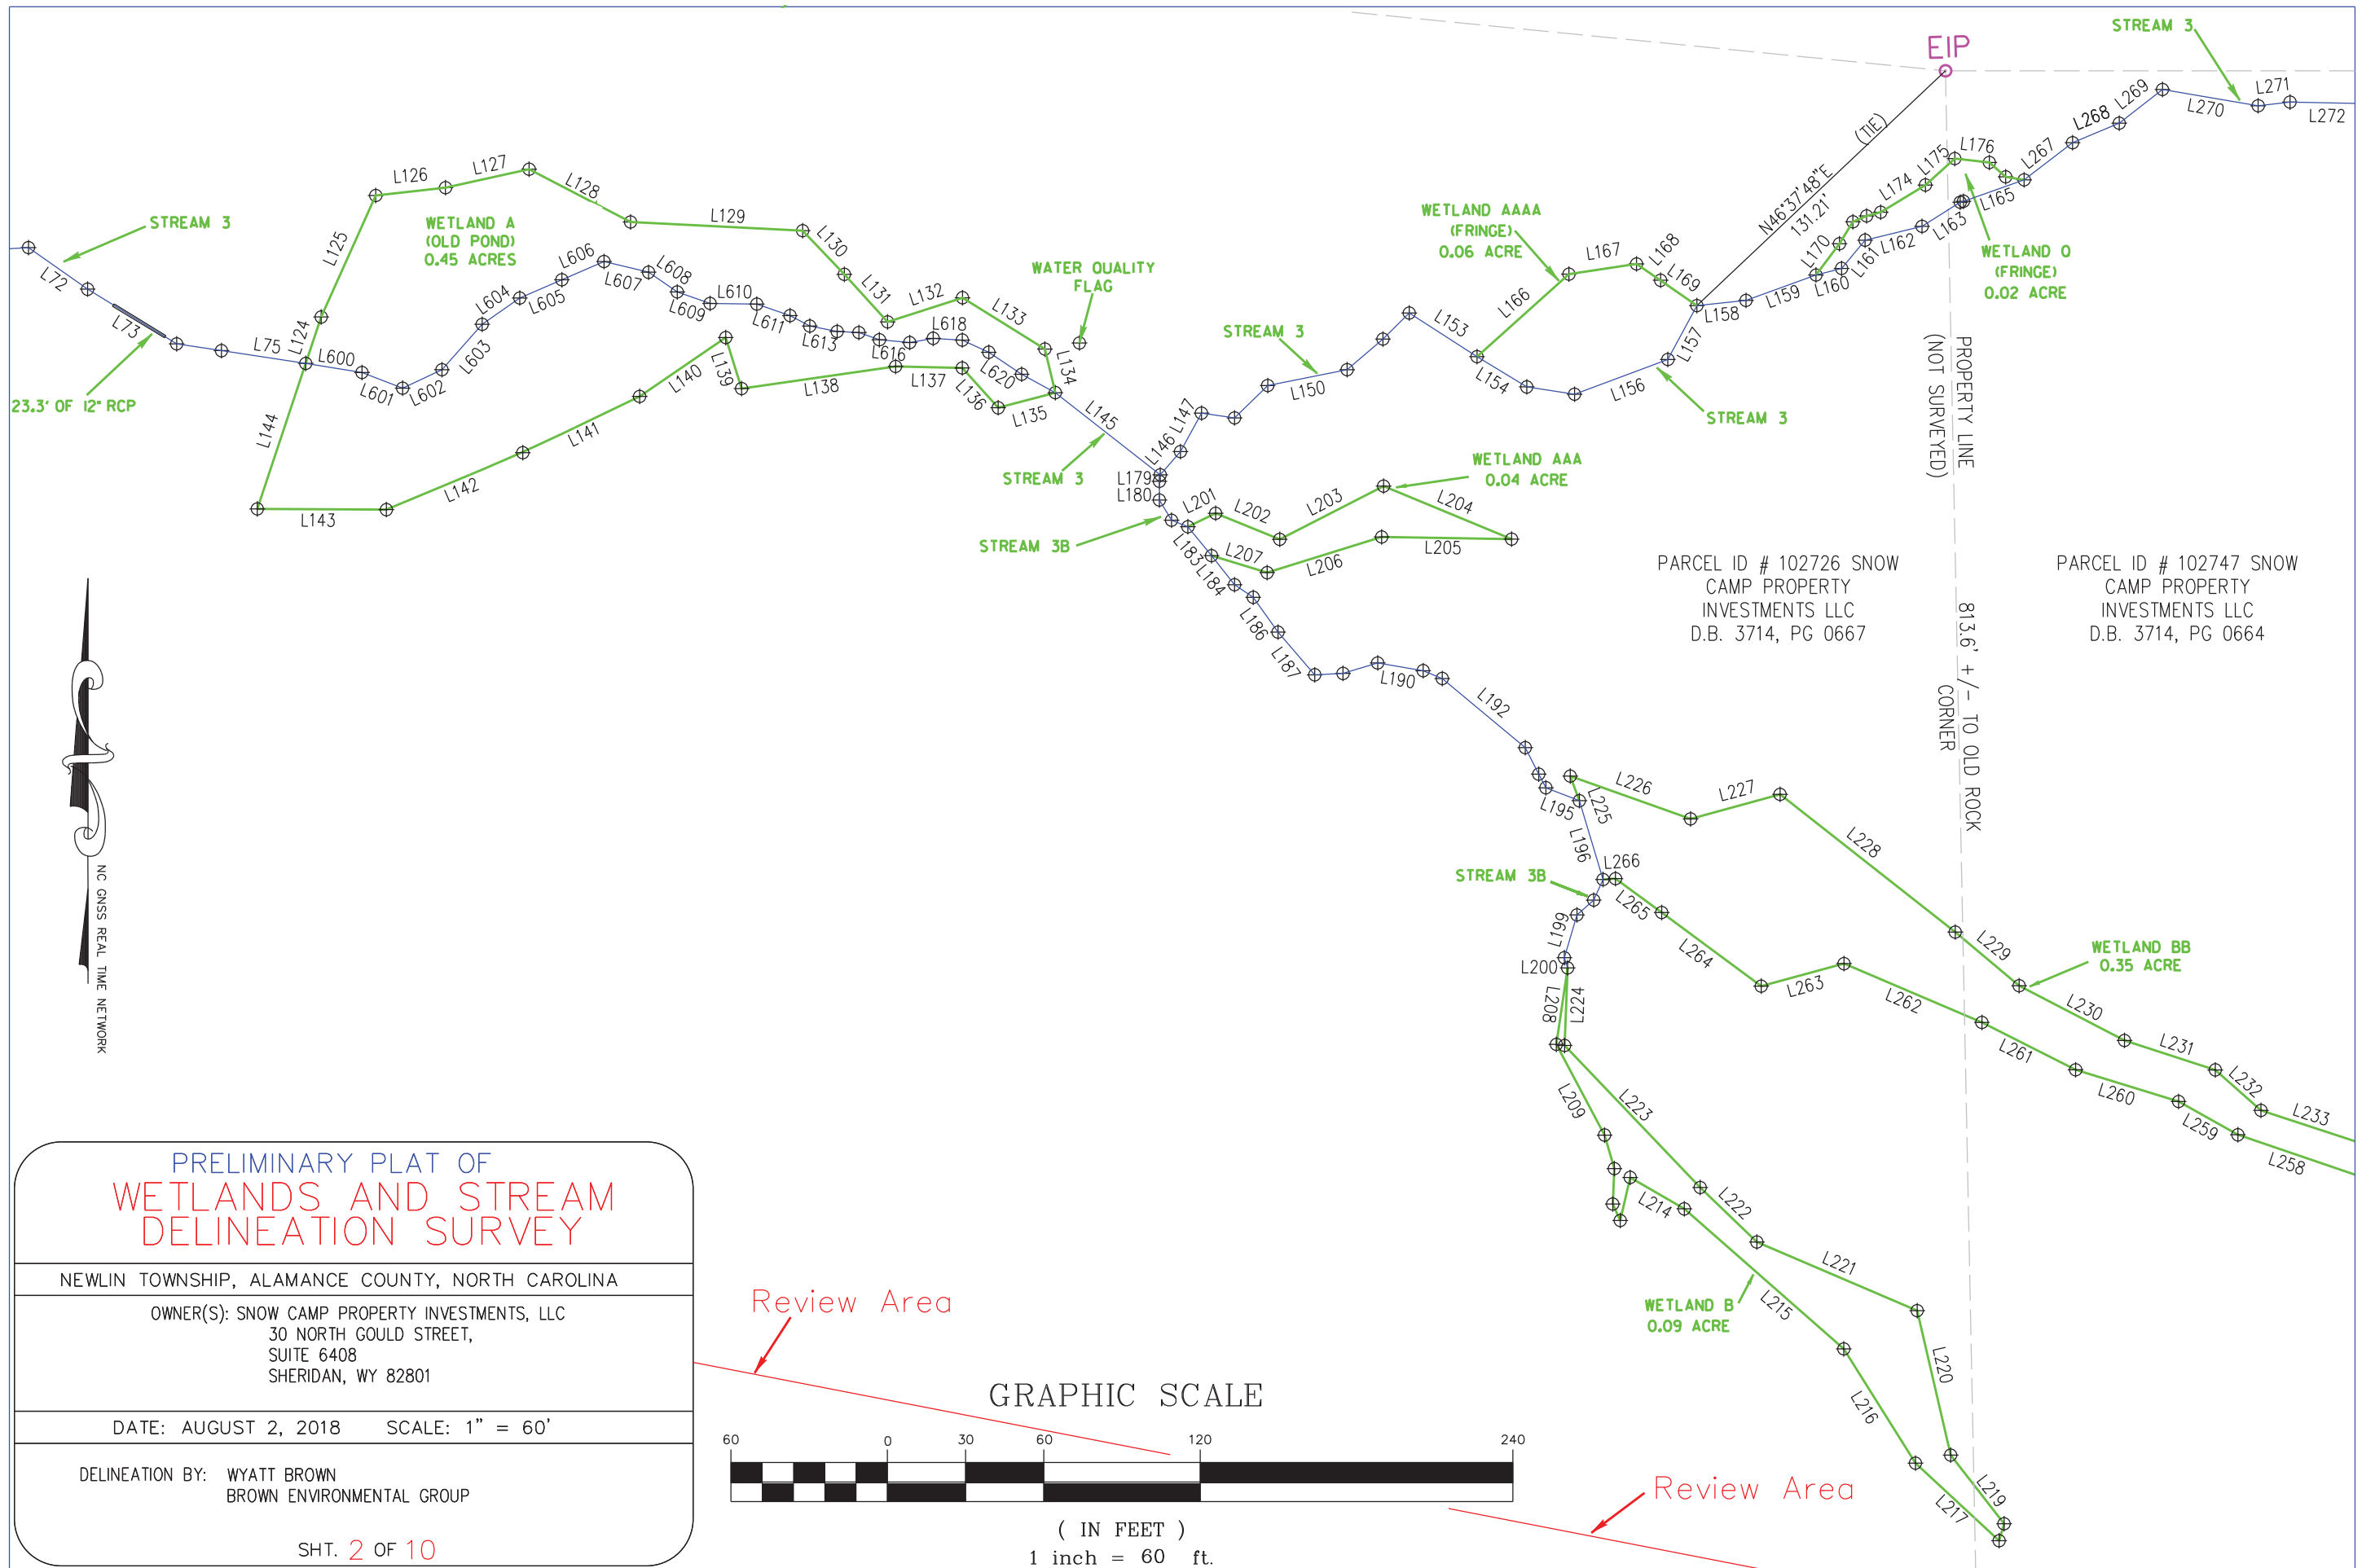 STREAM 3
EIP
L271
L269
L270
L272
L268
(TIE)
L267
L176
L175
L174
L165
L163
L162
L161
L160
L170
L159
L158
N46°37'48"E
131.21'
WETLAND O
(FRINGE)
0.02 ACRE
L126
L127
L128
L129
L130
L131
L132
L133
L134
L125
L124
WETLAND A
(OLD POND)
0.45 ACRES
STREAM 3
L72
L73
L75
23.3' OF 12" RCP
L600
L601
L602
L603
L604
L605
L606
L607
L608
L609
L610
L611
L613
L616
L618
L620
WATER QUALITY
FLAG
L135
L136
L137
L138
L139
L140
L141
L142
L143
L144
L145
STREAM 3
WETLAND AAAA
(FRINGE)
0.06 ACRE
L166
L167
L168
L169
L157
L156
L154
L153
STREAM 3
L150
L147
L146
L179
L180
STREAM 3
WETLAND AAA
0.04 ACRE
STREAM 3B
L201
L202
L203
L204
L205
L206
L207
L183
L184
L186
L187
L190
L192
L195
L196
PROPERTY LINE
(NOT SURVEYED)
PARCEL ID # 102726 SNOW
CAMP PROPERTY
INVESTMENTS LLC
D.B. 3714, PG 0667
PARCEL ID # 102747 SNOW
CAMP PROPERTY
INVESTMENTS LLC
D.B. 3714, PG 0664
813.6' +/- TO OLD ROCK
CORNER
L225
L226
L227
L228
L229
L230
L231
L232
L233
WETLAND BB
0.35 ACRE
STREAM 3B
L266
L265
L264
L263
L262
L261
L260
L259
L258
L199
L200
L208
L224
L209
L223
L222
L214
L221
L215
L220
L216
L219
L217
WETLAND B
0.09 ACRE
NC GNSS REAL TIME NETWORK
PRELIMINARY PLAT OF
WETLANDS AND STREAM
DELINEATION SURVEY
NEWLIN TOWNSHIP, ALAMANCE COUNTY, NORTH CAROLINA
OWNER(S): SNOW CAMP PROPERTY INVESTMENTS, LLC
30 NORTH GOULD STREET,
SUITE 6408
SHERIDAN, WY 82801
DATE: AUGUST 2, 2018 SCALE: 1" = 60'
DELINEATION BY: WYATT BROWN
BROWN ENVIRONMENTAL GROUP
SHT. 2 OF 10
Review Area
GRAPHIC SCALE
60 0 30 60 120 240
( IN FEET )
1 inch = 60 ft.
Review Area